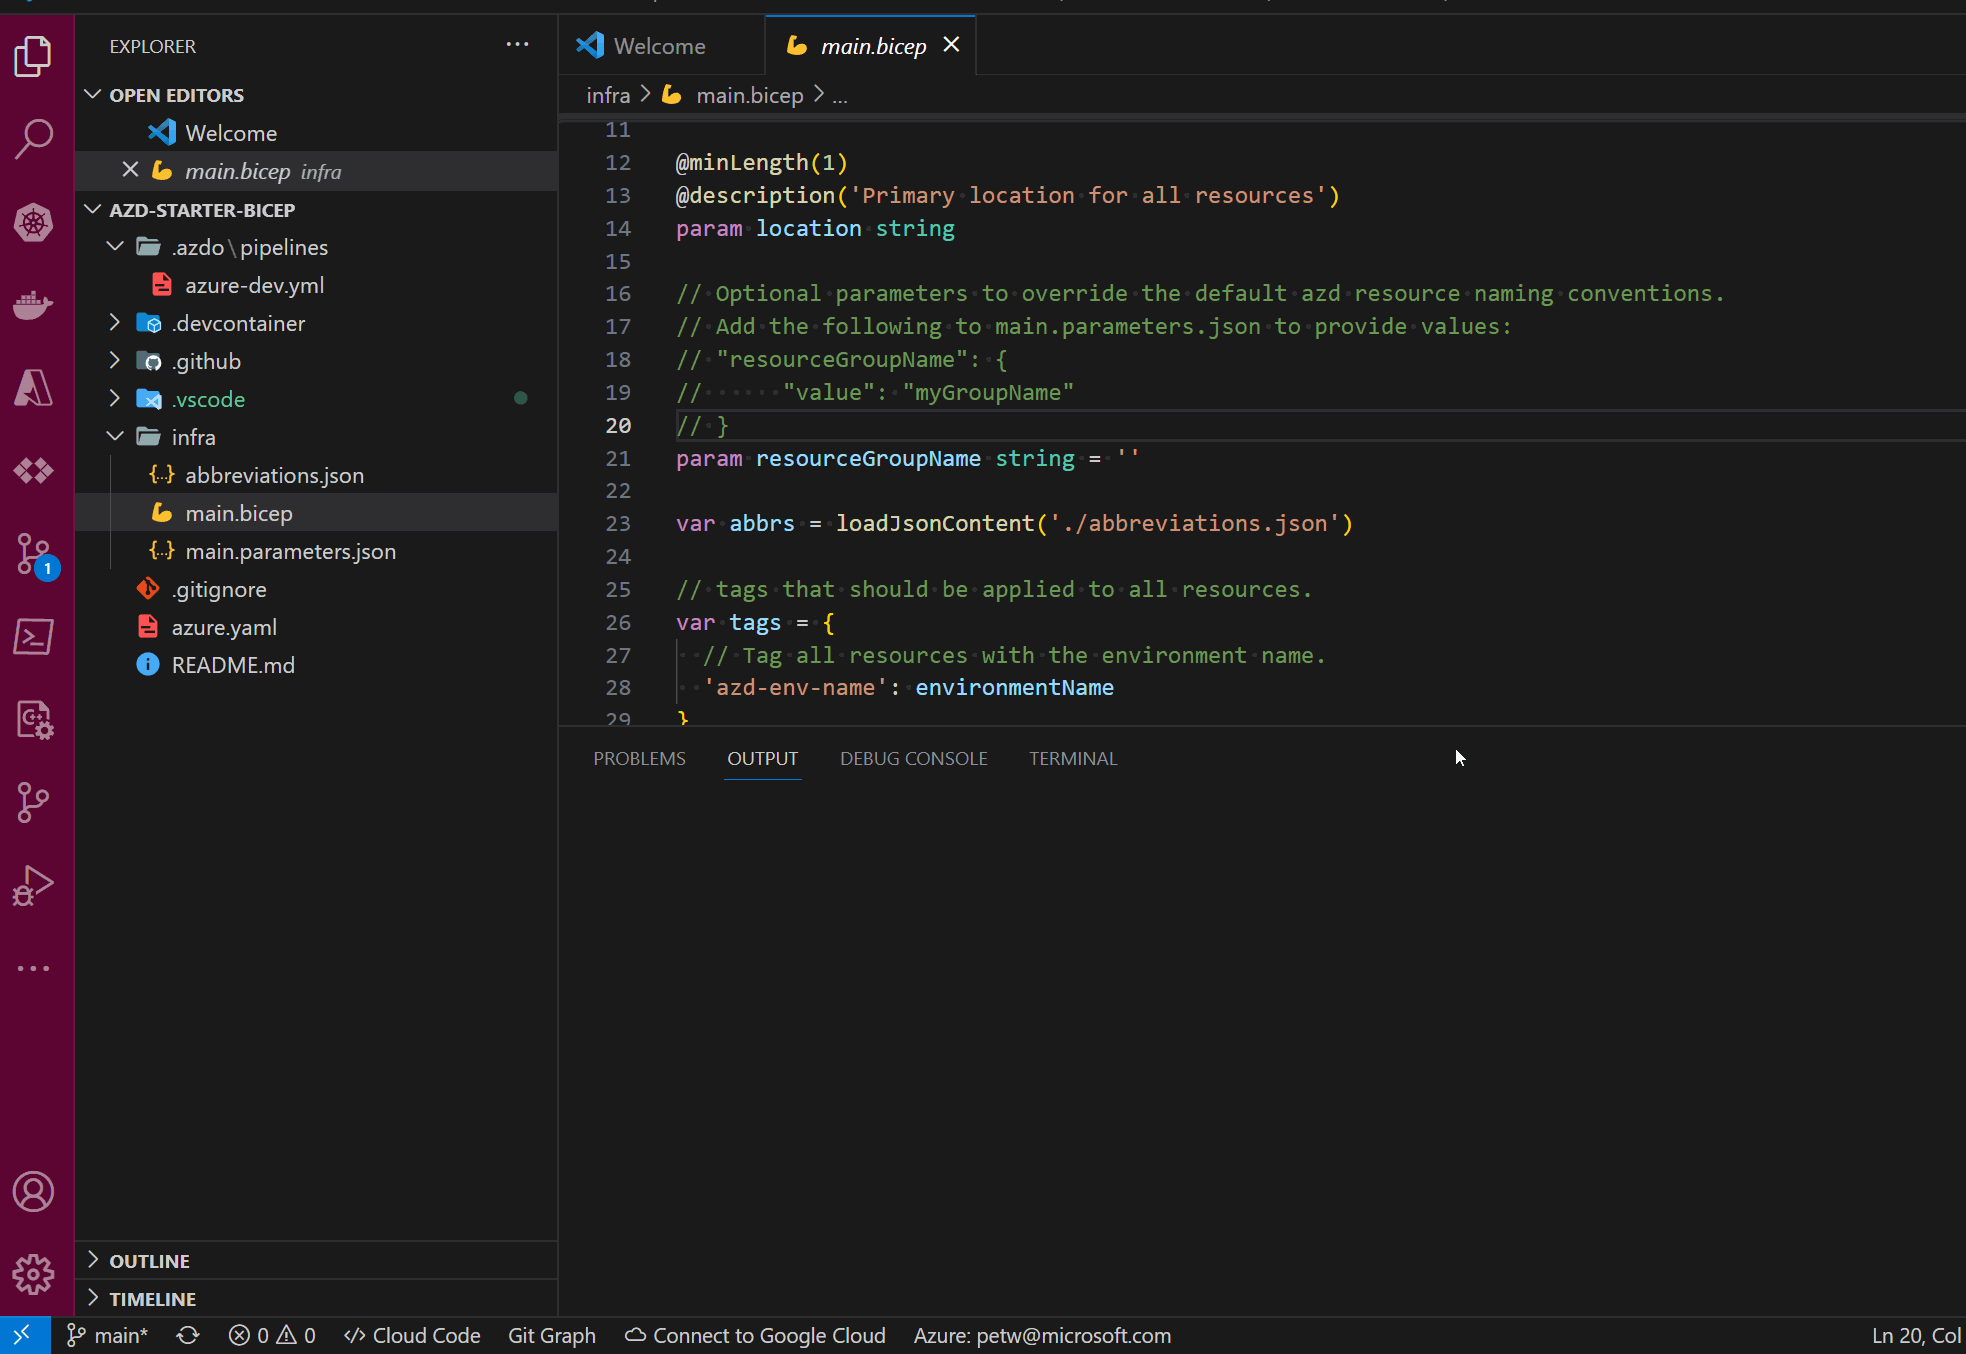 EXPLORER
OPEN EDITORS
Welcome
main.bicep infra
AZD-STARTER-BICEP
.azdo\pipelines
azure-dev.yml
.devcontainer
.github
.vscode
infra
abbreviations.json
main.bicep
main.parameters.json
.gitignore
azure.yaml
README.md
OUTLINE
TIMELINE
1
Welcome
main.bicep
infra > main.bicep > ...
11
12 @minLength(1)
13 @description('Primary location for all resources')
14 param location string
15
16 // Optional parameters to override the default azd resource naming conventions.
17 // Add the following to main.parameters.json to provide values:
18 // "resourceGroupName": {
19 //      "value": "myGroupName"
20 // }
21 param resourceGroupName string = ''
22
23 var abbrs = loadJsonContent('./abbreviations.json')
24
25 // tags that should be applied to all resources.
26 var tags = {
27   // Tag all resources with the environment name.
28   'azd-env-name': environmentName
29 }
PROBLEMS OUTPUT DEBUG CONSOLE TERMINAL
main* 0 0 Cloud Code Git Graph Connect to Google Cloud Azure: petw@microsoft.com Ln 20, Col